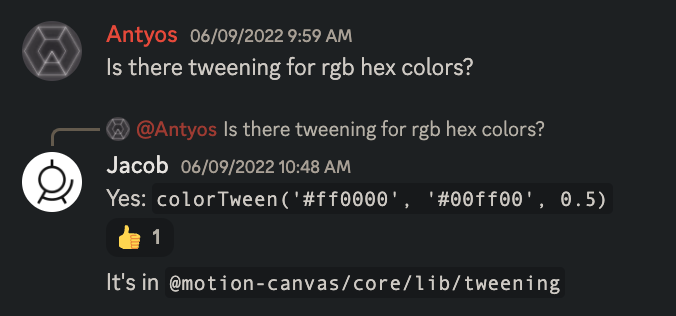 Antyos 06/09/2022 9:59 AM
Is there tweening for rgb hex colors?
@Antyos Is there tweening for rgb hex colors?
Jacob 06/09/2022 10:48 AM
Yes: colorTween('#ff0000', '#00ff00', 0.5)
👍 1
It's in @motion-canvas/core/lib/tweening